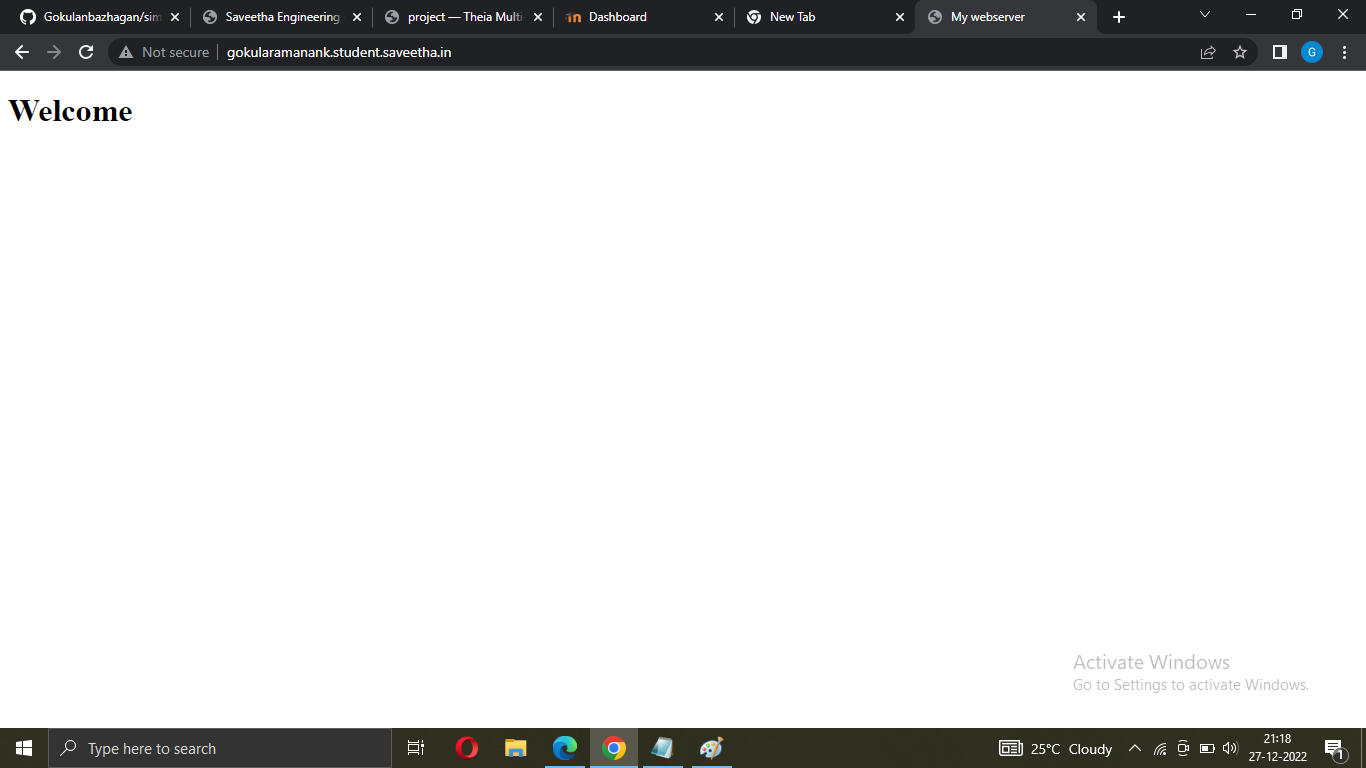 Gokulanbazhagan/sim
Saveetha Engineering
project — Theia Multi
Dashboard
New Tab
My webserver
Not secure
gokularamanank.student.saveetha.in
G
Welcome
Activate Windows
Go to Settings to activate Windows.
Type here to search
25°C Cloudy
21:18
27-12-2022
1